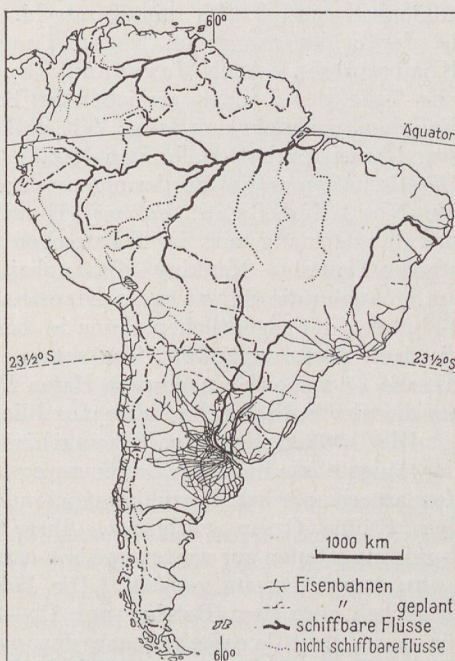 60°
Äquator
23½° S 23½° S
1000 km
Eisenbahnen
" geplant
schiffbare Flüsse
nicht schiffbare Flüsse
60°